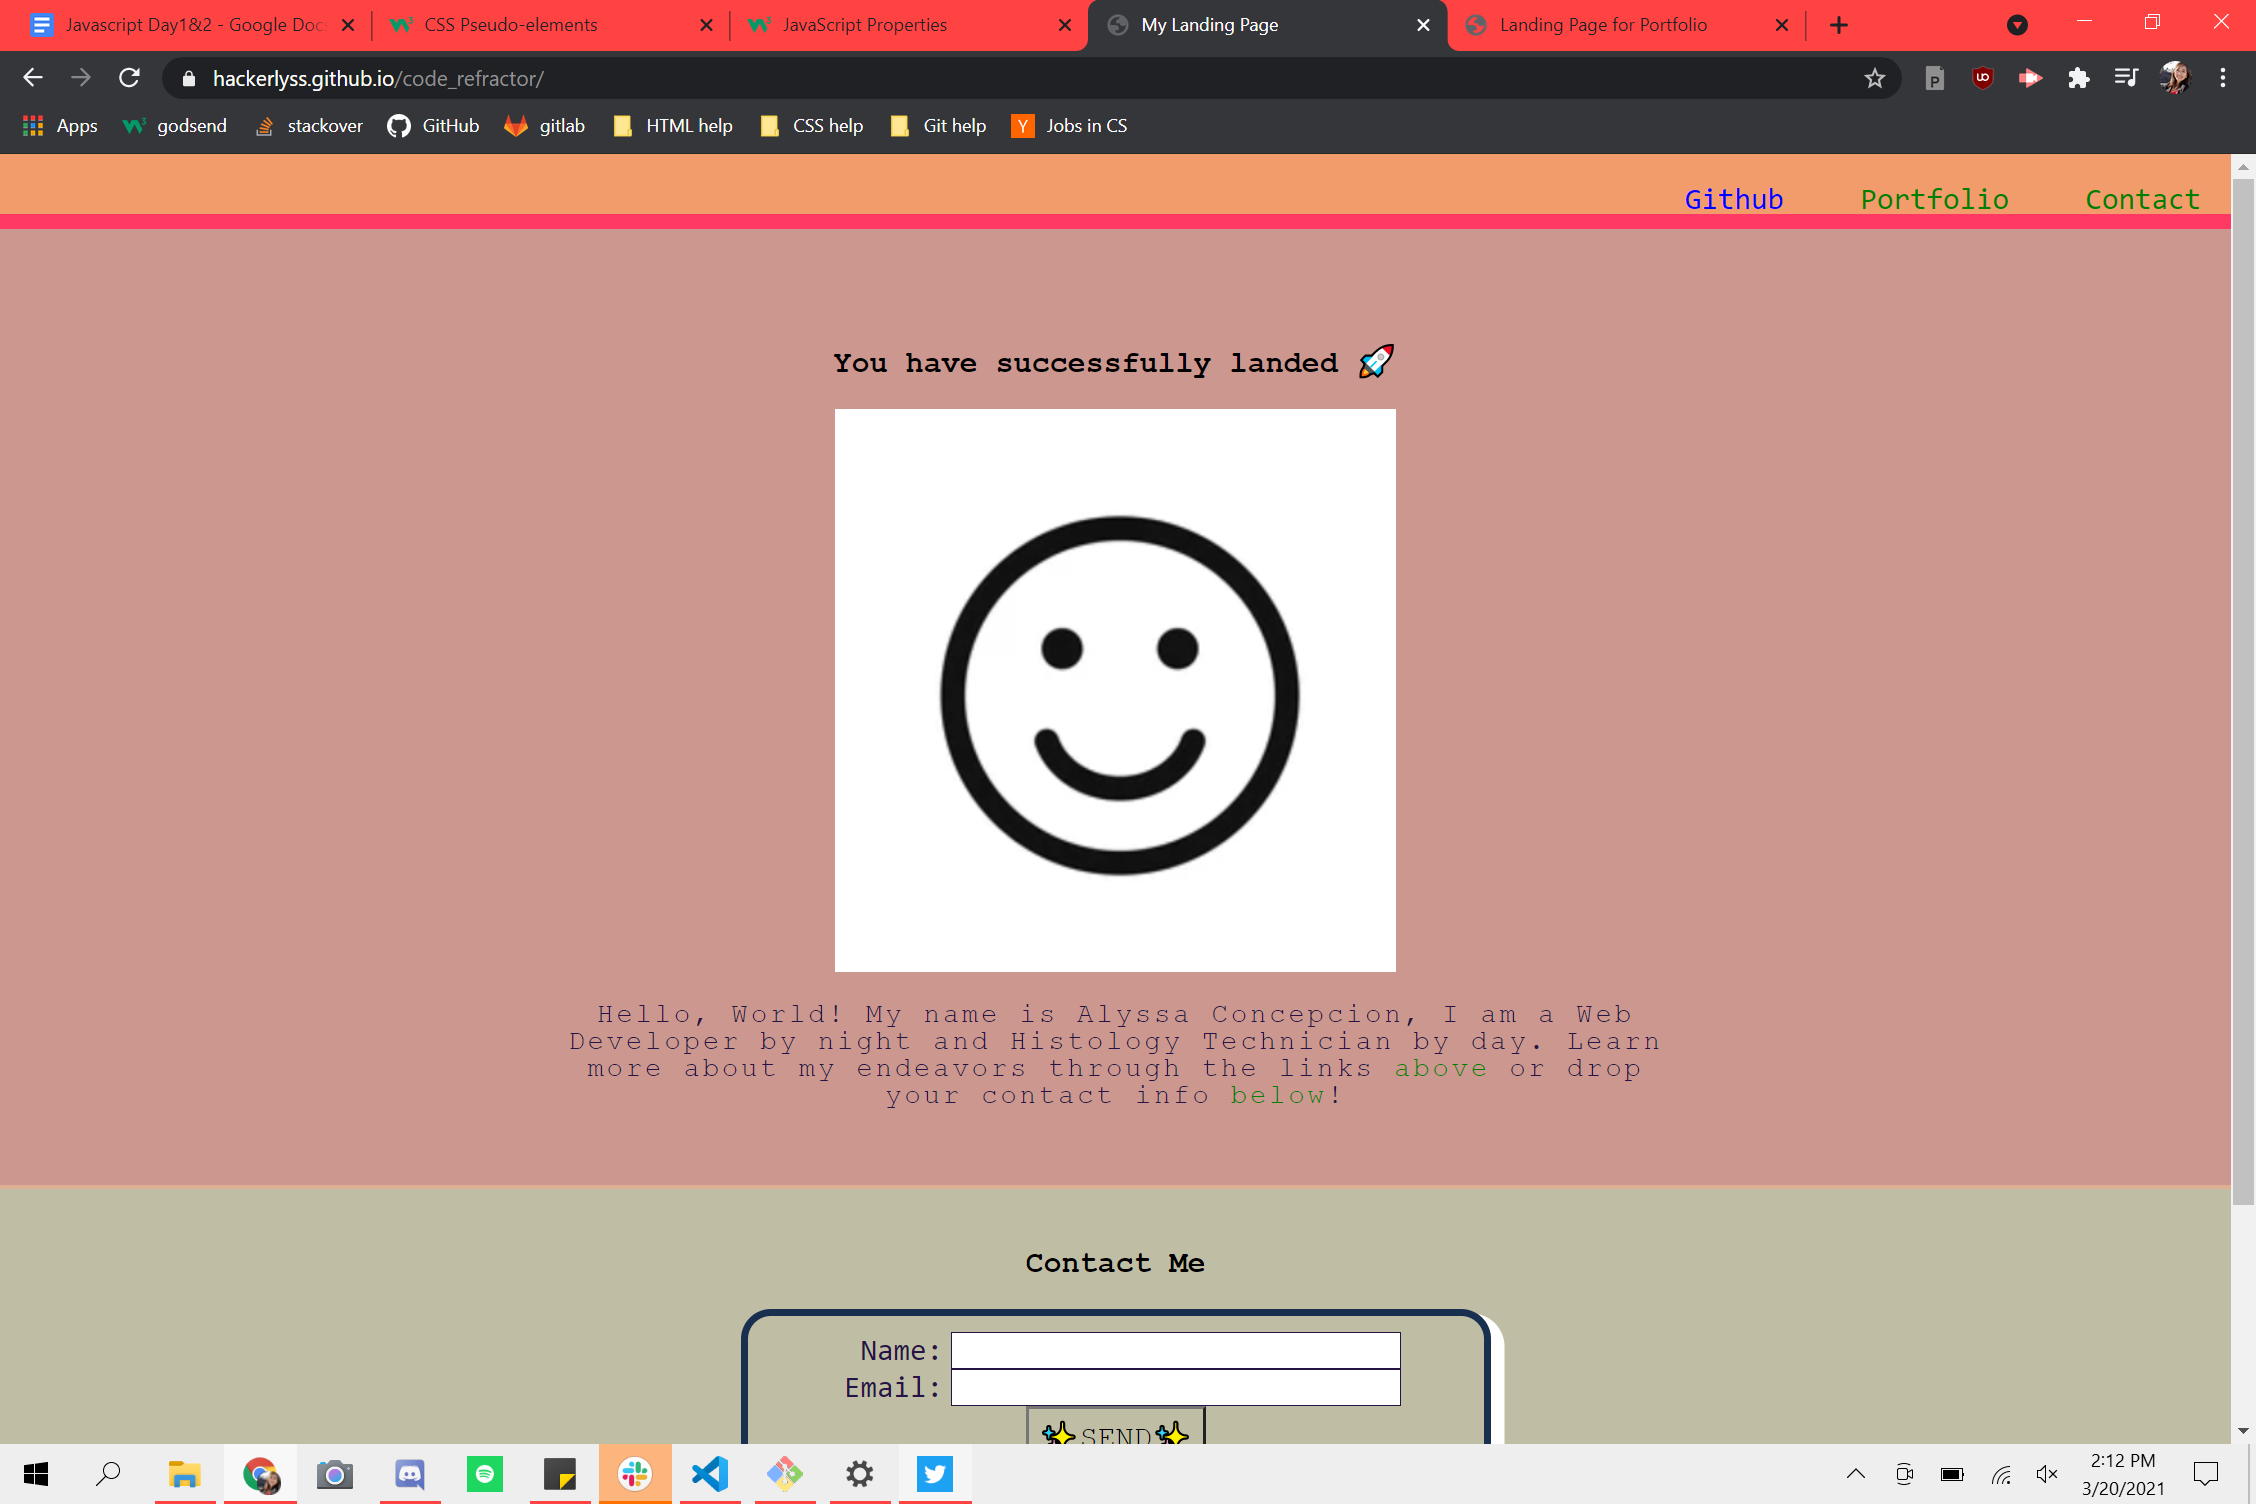 Javascript Day1&2 - Google Doc
CSS Pseudo-elements
JavaScript Properties
My Landing Page
Landing Page for Portfolio
hackerlyss.github.io/code_refractor/
Apps
godsend
stackover
GitHub
gitlab
HTML help
CSS help
Git help
Jobs in CS
Github
Portfolio
Contact
You have successfully landed 🚀
Hello, World! My name is Alyssa Concepcion, I am a Web
Developer by night and Histology Technician by day. Learn
more about my endeavors through the links above or drop
your contact info below!
Contact Me
Name:
Email:
✨SEND✨
2:12 PM
3/20/2021